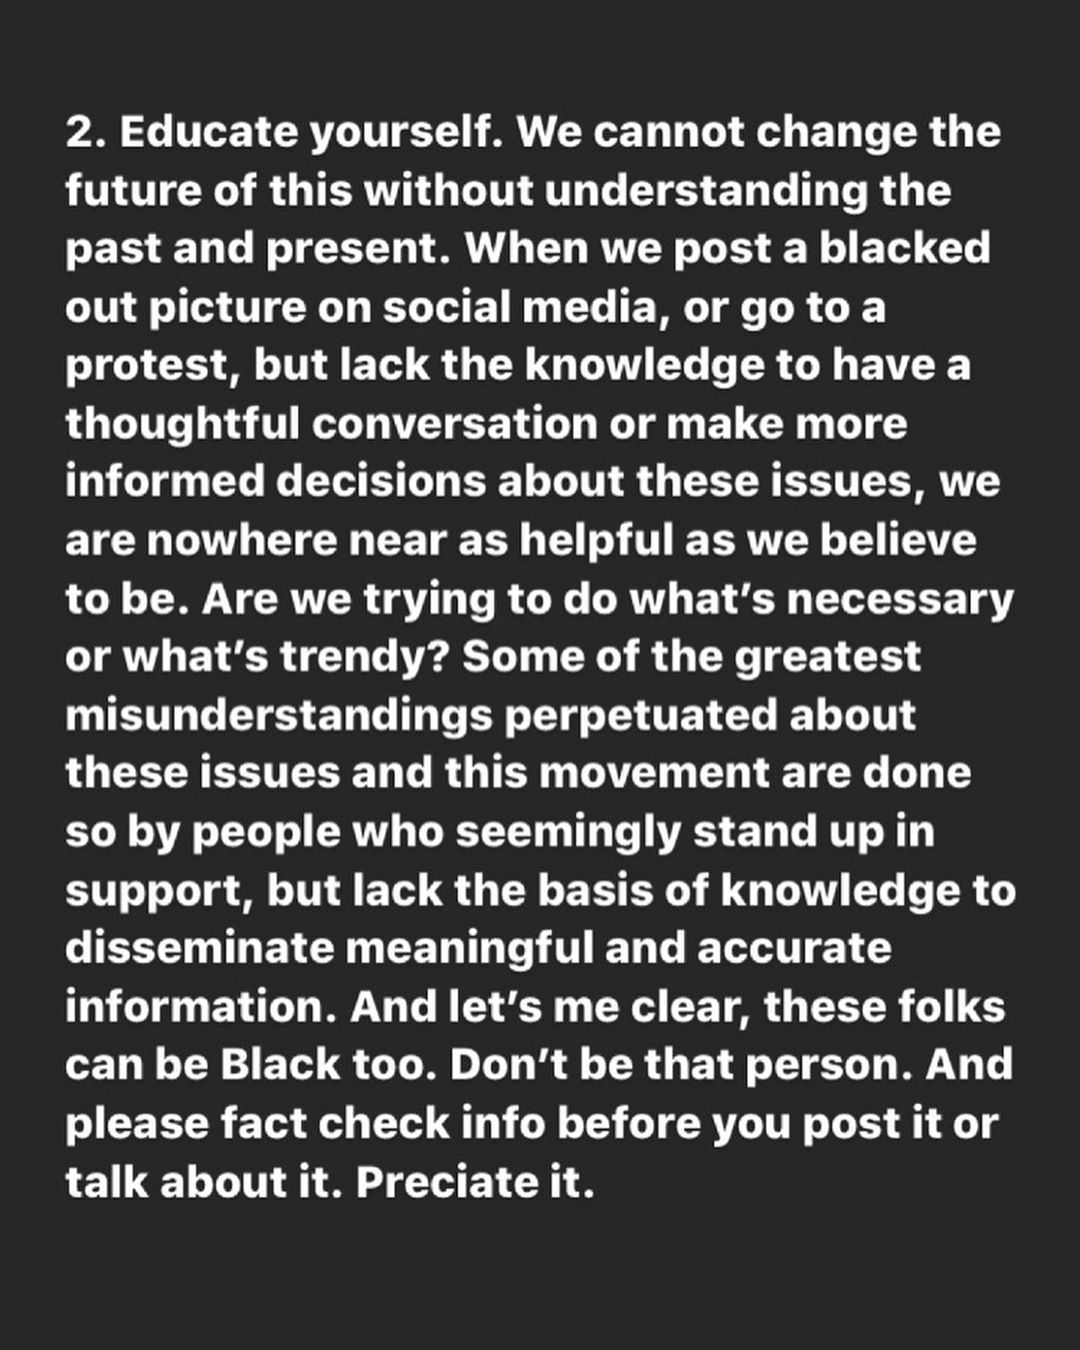 2. Educate yourself. We cannot change the
future of this without understanding the
past and present. When we post a blacked
out picture on social media, or go to a
protest, but lack the knowledge to have a
thoughtful conversation or make more
informed decisions about these issues, we
are nowhere near as helpful as we believe
to be. Are we trying to do what’s necessary
or what’s trendy? Some of the greatest
misunderstandings perpetuated about
these issues and this movement are done
so by people who seemingly stand up in
support, but lack the basis of knowledge to
disseminate meaningful and accurate
information. And let’s me clear, these folks
can be Black too. Don’t be that person. And
please fact check info before you post it or
talk about it. Preciate it.